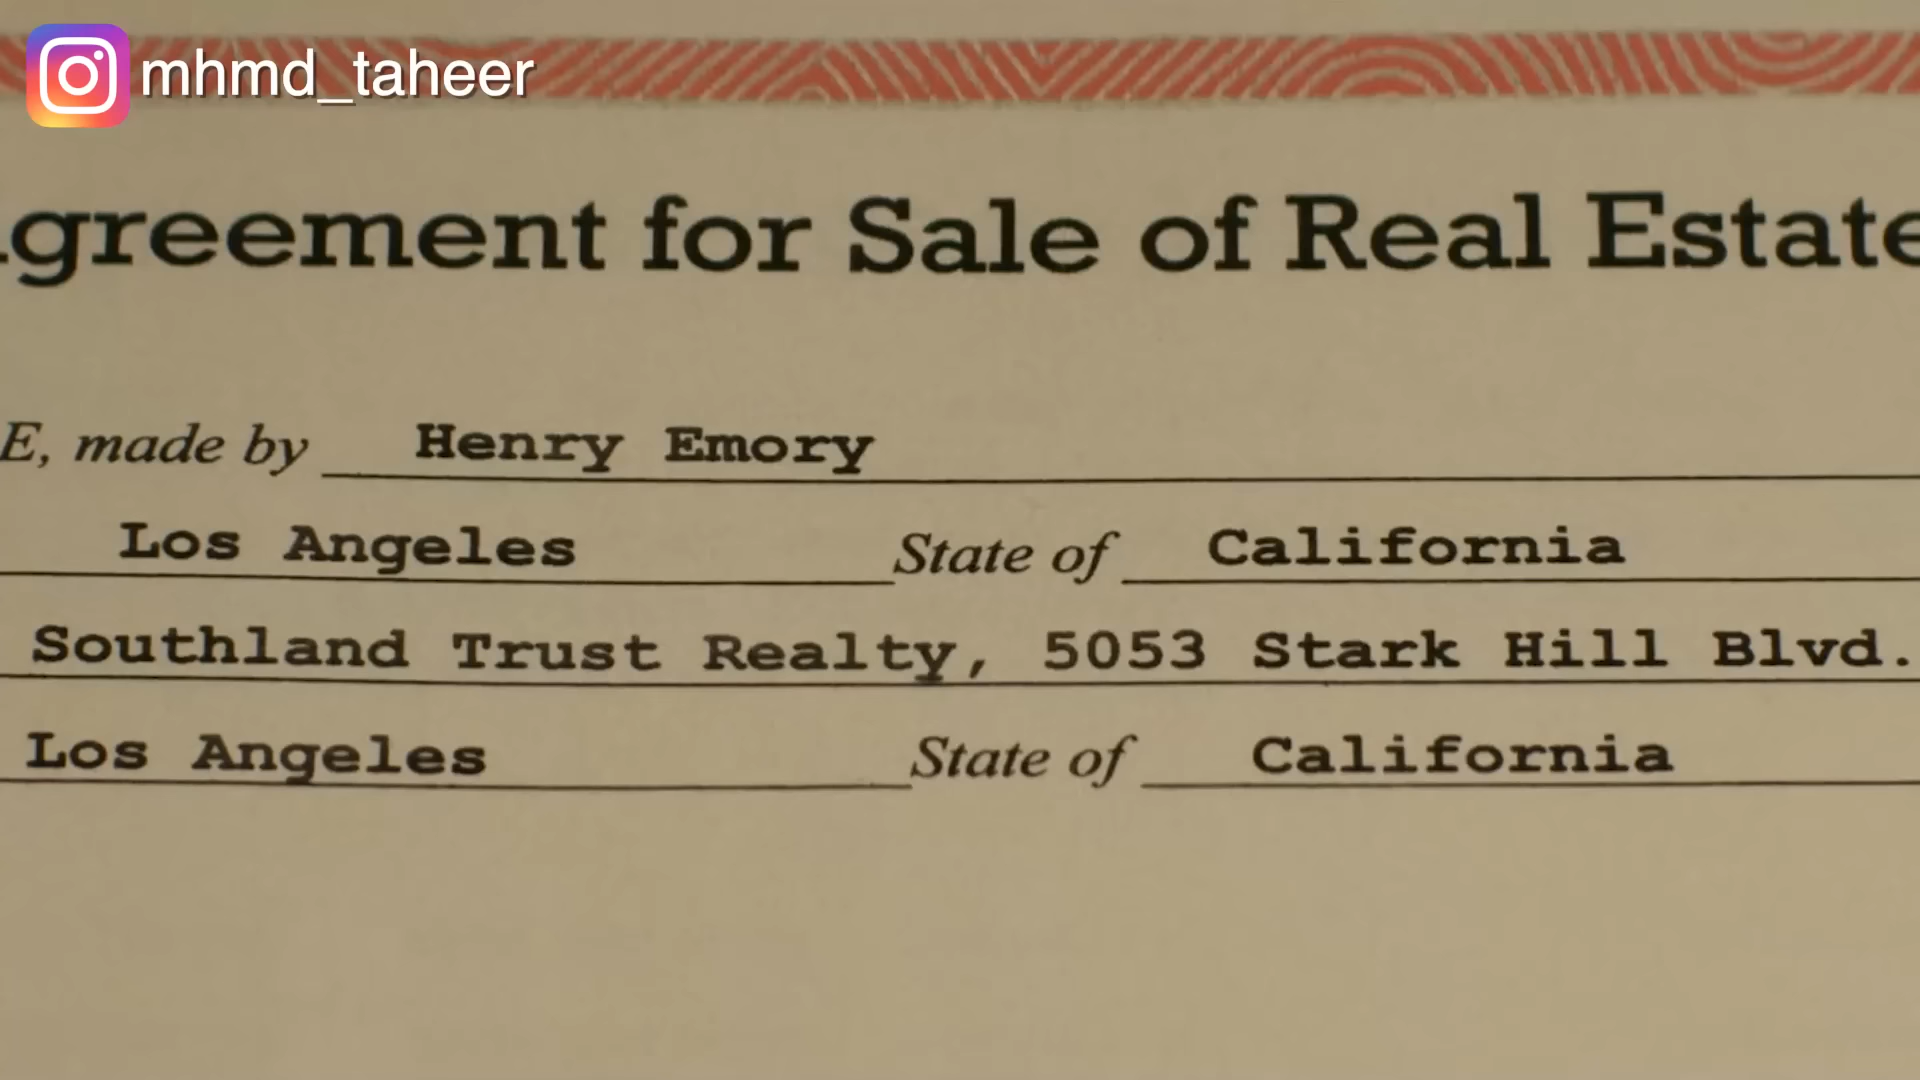 mhmd_taheer
greement for Sale of Real Estate
E, made by Henry Emory
Los Angeles State of California
Southland Trust Realty, 5053 Stark Hill Blvd.
Los Angeles State of California